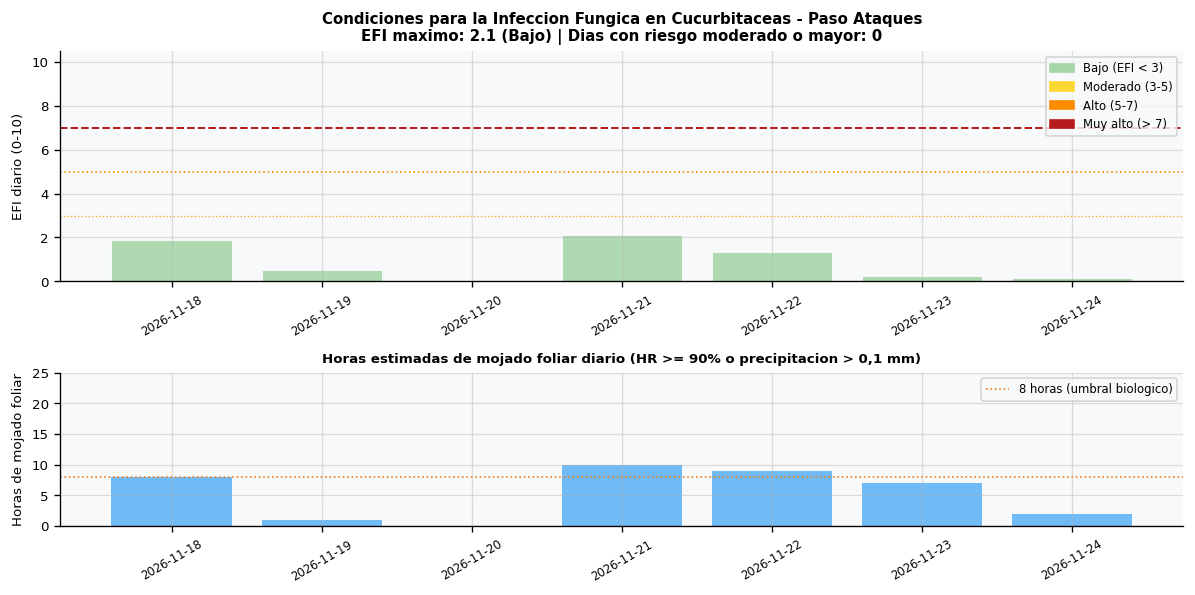 Condiciones para la Infeccion Fungica en Cucurbitaceas - Paso Ataques
EFI maximo: 2.1 (Bajo) | Dias con riesgo moderado o mayor: 0
EFI diario (0-10)
10
8
6
4
2
0
Bajo (EFI < 3)
Moderado (3-5)
Alto (5-7)
Muy alto (> 7)
2026-11-18
2026-11-19
2026-11-20
2026-11-21
2026-11-22
2026-11-23
2026-11-24
Horas estimadas de mojado foliar diario (HR >= 90% o precipitacion > 0,1 mm)
Horas de mojado foliar
25
20
15
10
5
0
8 horas (umbral biologico)
2026-11-18
2026-11-19
2026-11-20
2026-11-21
2026-11-22
2026-11-23
2026-11-24